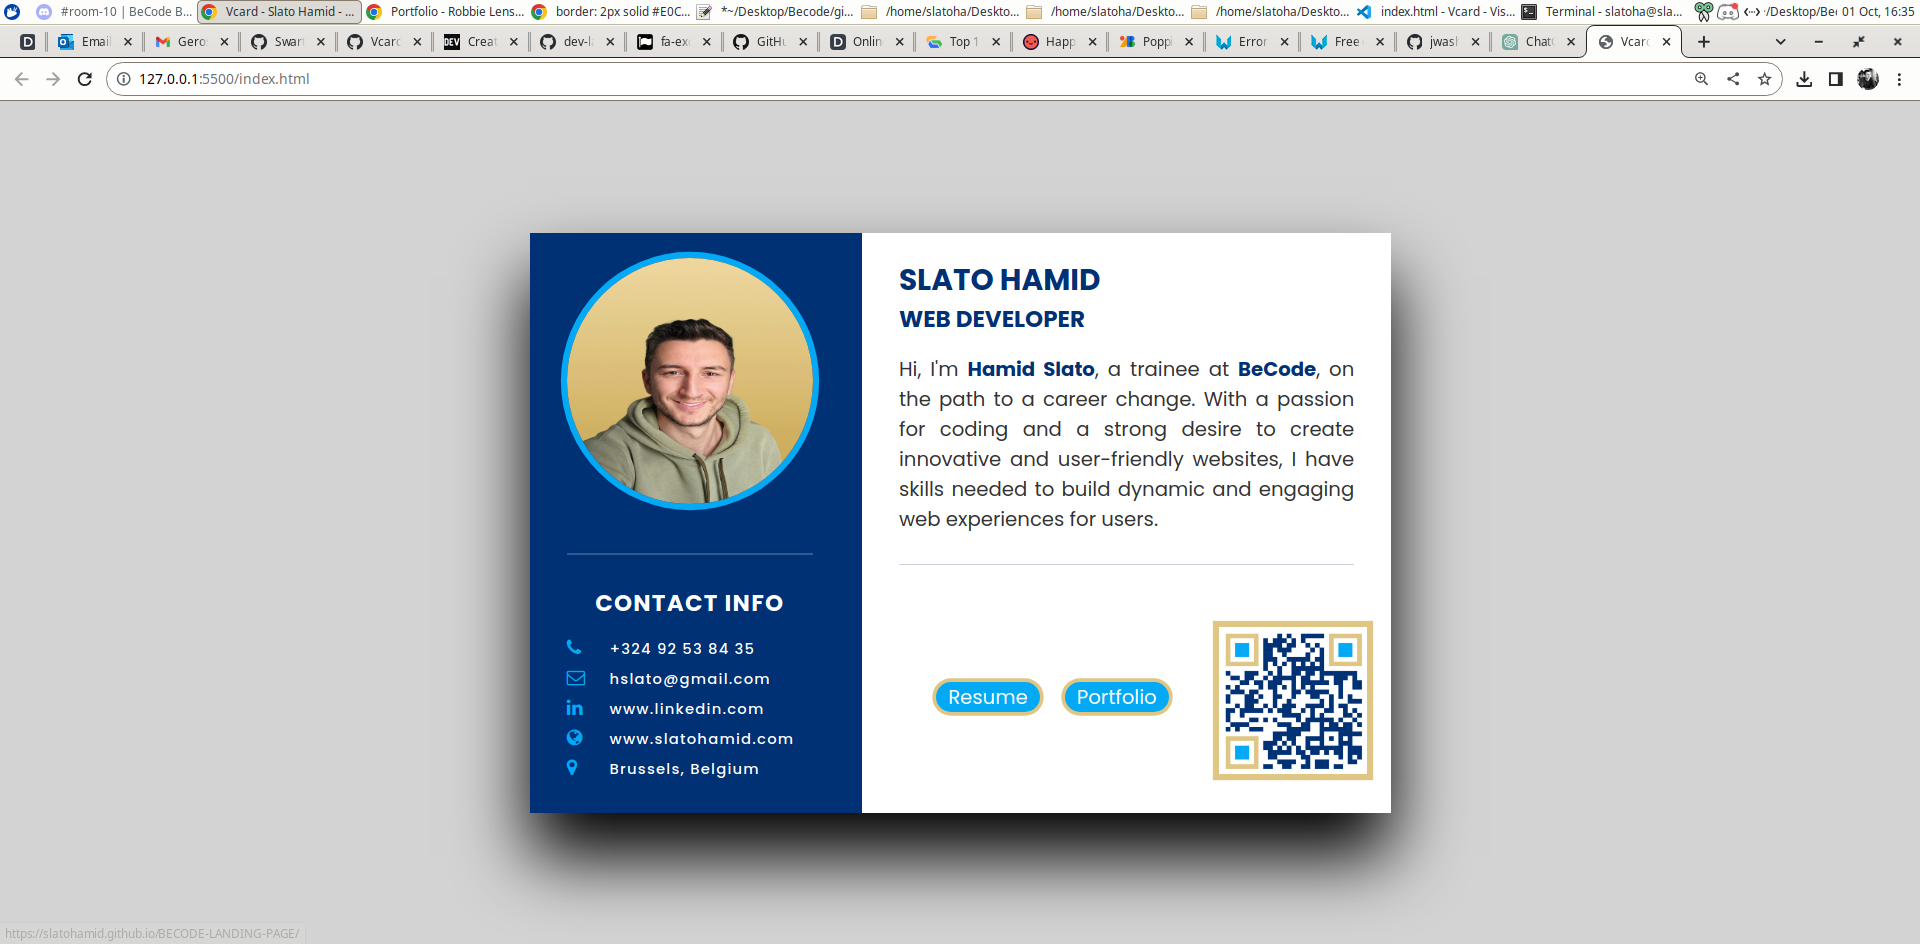 #room-10 | BeCode B...
Vcard - Slato Hamid - ...
Portfolio - Robbie Lens...
border: 2px solid #E0C...
*~/Desktop/Becode/gi...
/home/slatoha/Deskto...
/home/slatoha/Deskto...
/home/slatoha/Deskto...
index.html - Vcard - Vis...
Terminal - slatoha@sla...
01 Oct, 16:35
Email
Gero
Swar
Vcar
DEV
Creat
dev-l
fa-ex
GitHu
Onlin
Top 1
Happ
Poppi
Error
Free
jwasl
Chat
Vcar
127.0.0.1:5500/index.html
SLATO HAMID
WEB DEVELOPER
Hi, I'm Hamid Slato, a trainee at BeCode, on
the path to a career change. With a passion
for coding and a strong desire to create
innovative and user-friendly websites, I have
skills needed to build dynamic and engaging
web experiences for users.
CONTACT INFO
+324 92 53 84 35
hslato@gmail.com
www.linkedin.com
www.slatohamid.com
Brussels, Belgium
Resume
Portfolio
https://slatohamid.github.io/BECODE-LANDING-PAGE/